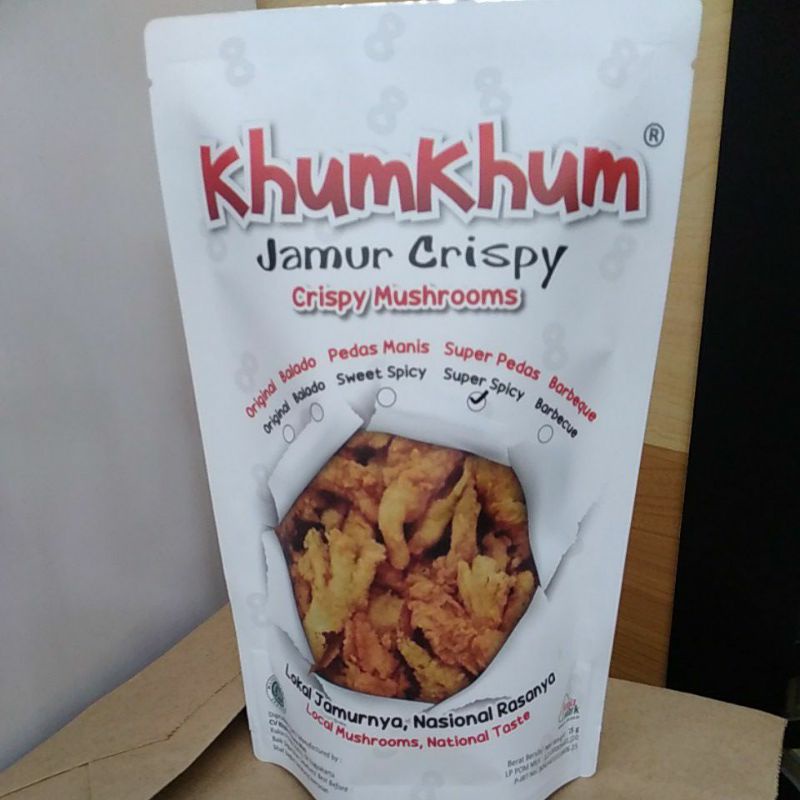 KhumKhum®
Jamur Crispy
Crispy Mushrooms
Original Balado Pedas Manis Super Pedas Barbeque
Original Balado Sweet Spicy Super Spicy Barbecue
Lokal Jamurnya, Nasional Rasanya
Local Mushrooms, National Taste